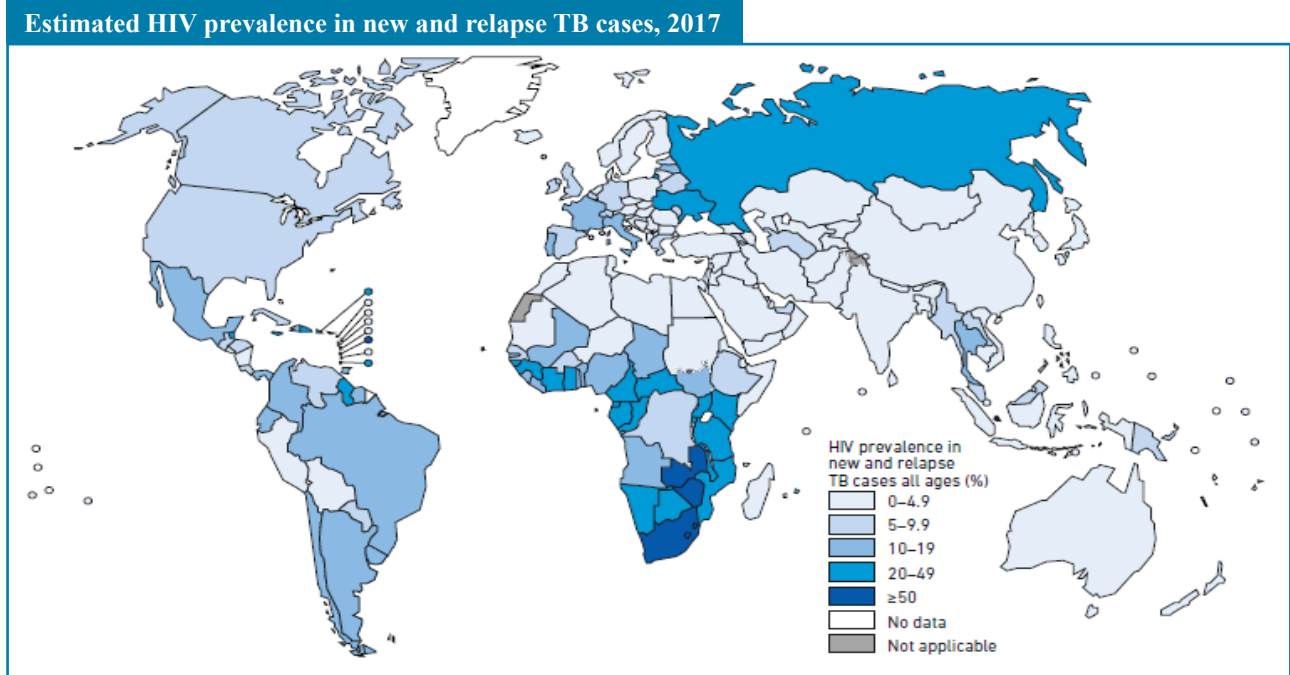 Estimated HIV prevalence in new and relapse TB cases, 2017
HIV prevalence in
new and relapse
TB cases all ages (%)
0–4.9
5–9.9
10–19
20–49
≥50
No data
Not applicable